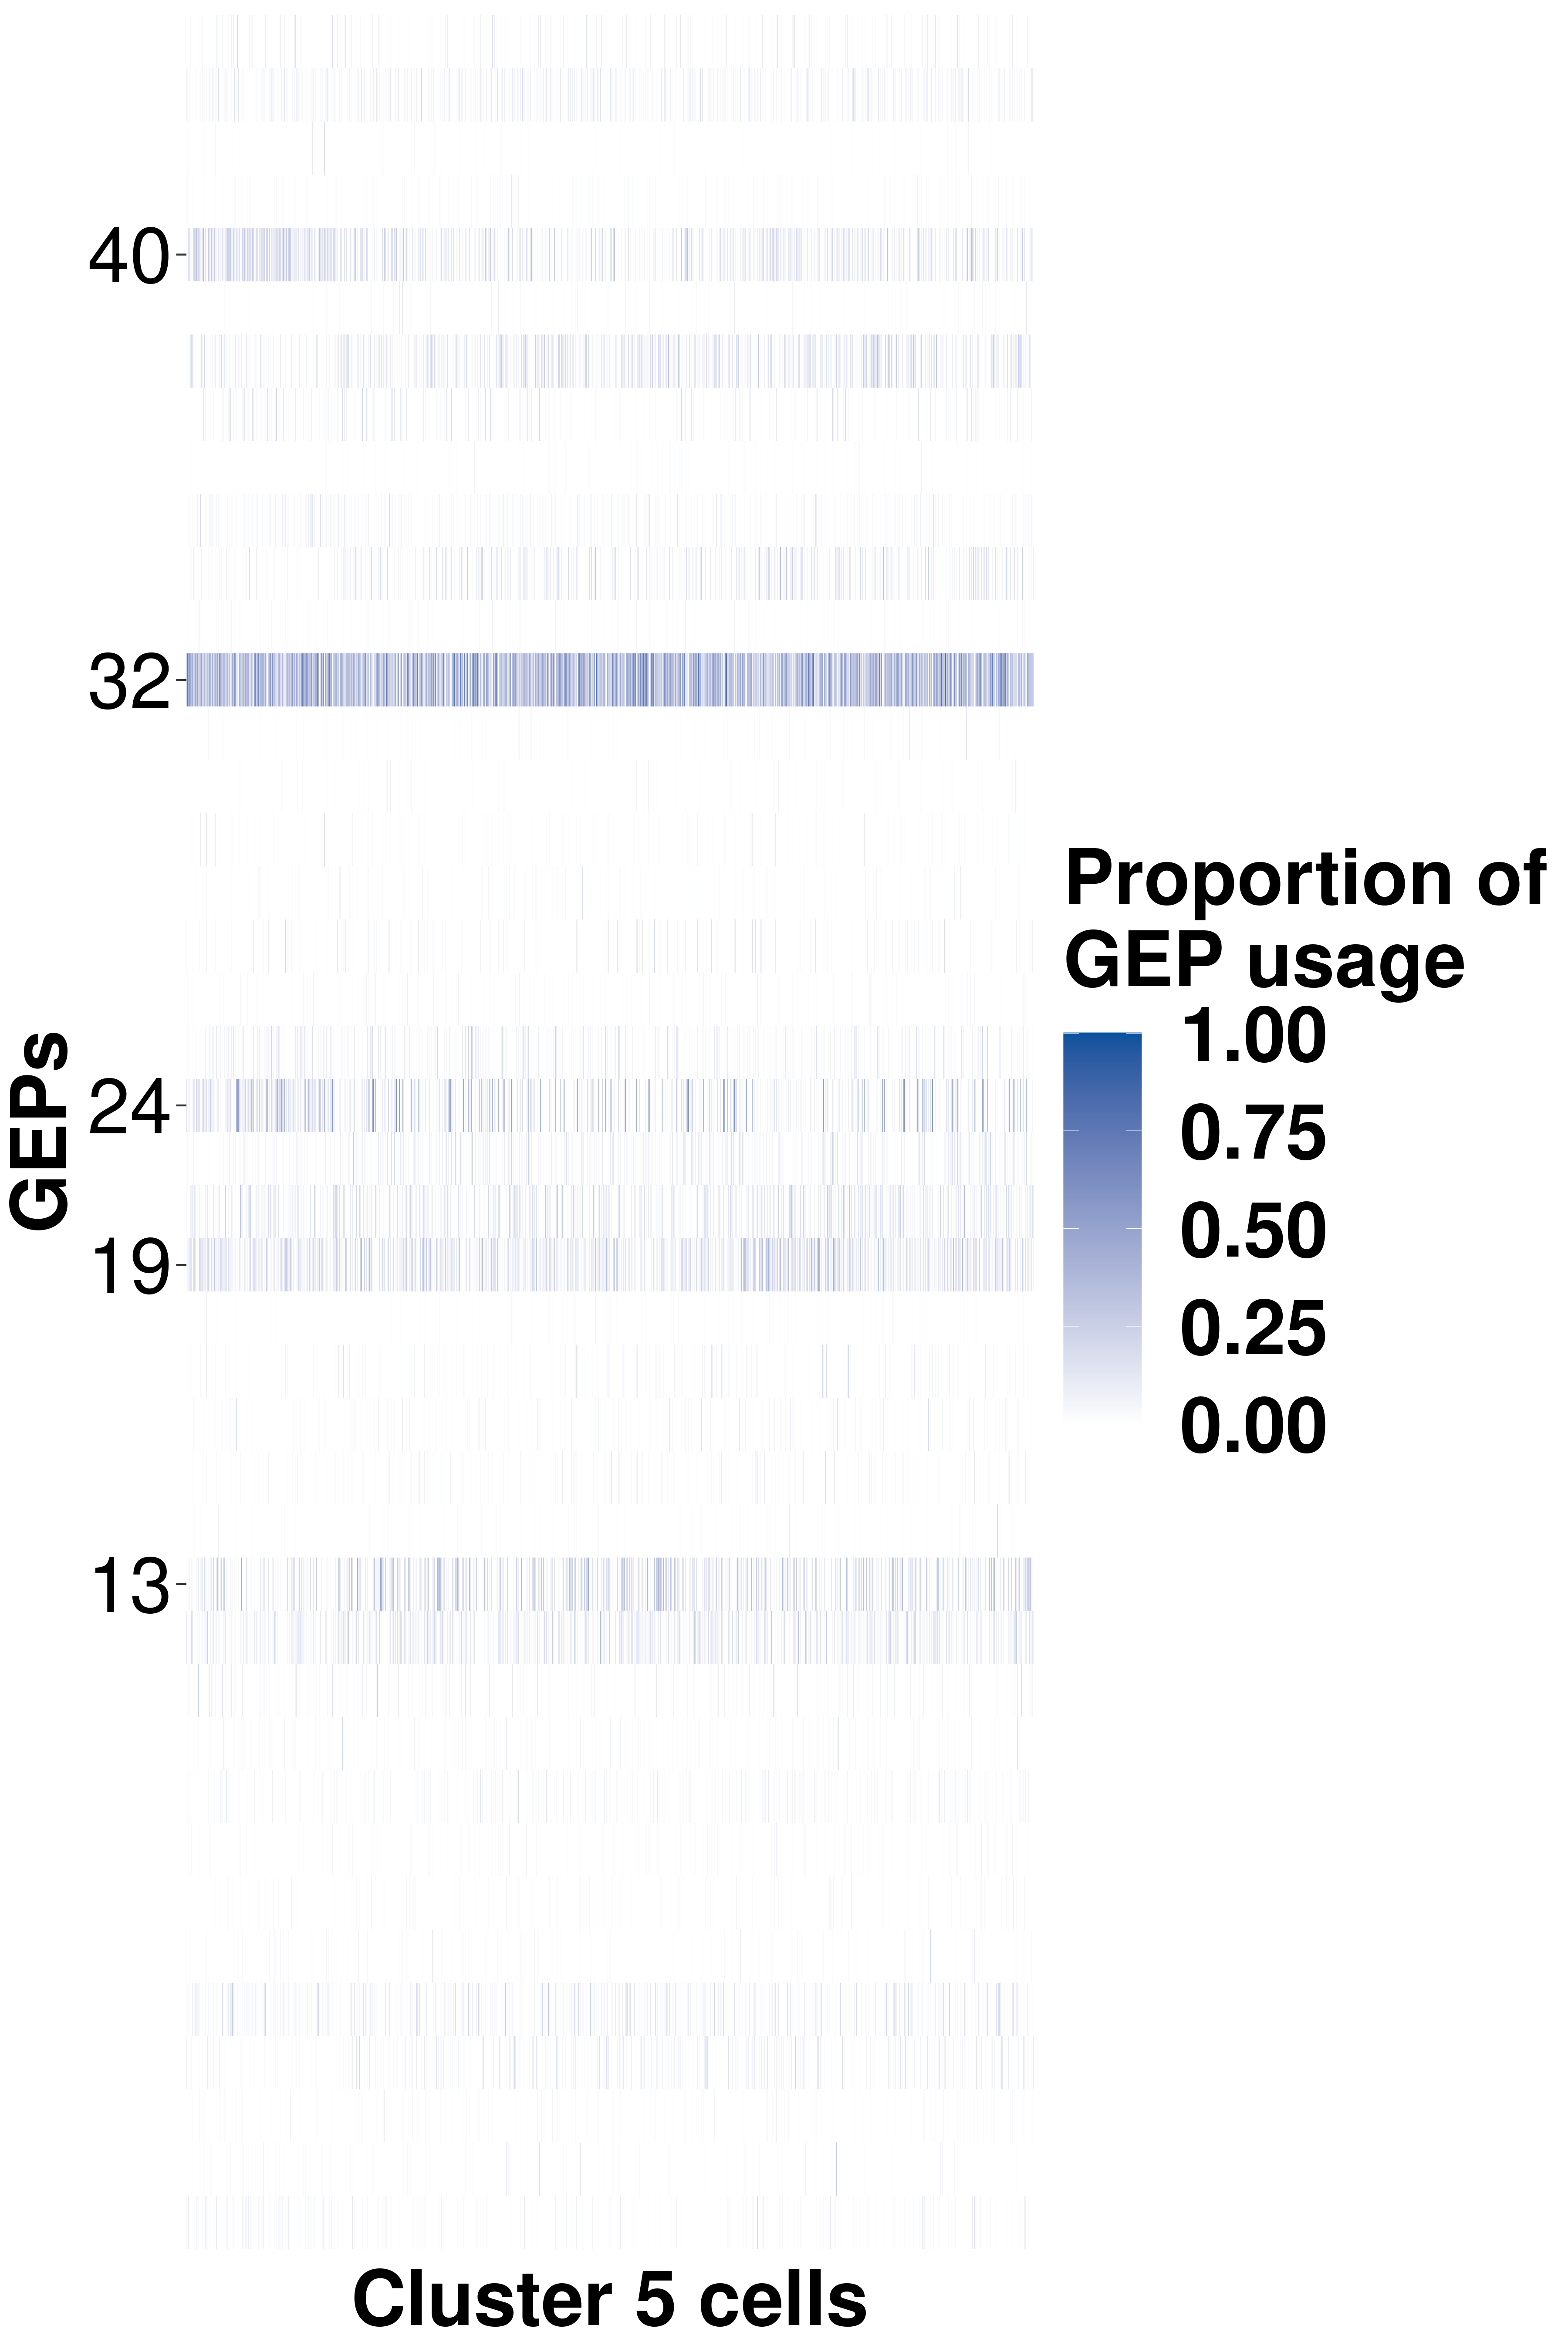 40
32
24
19
13
GEPs
Cluster 5 cells
Proportion of
GEP usage
1.00
0.75
0.50
0.25
0.00